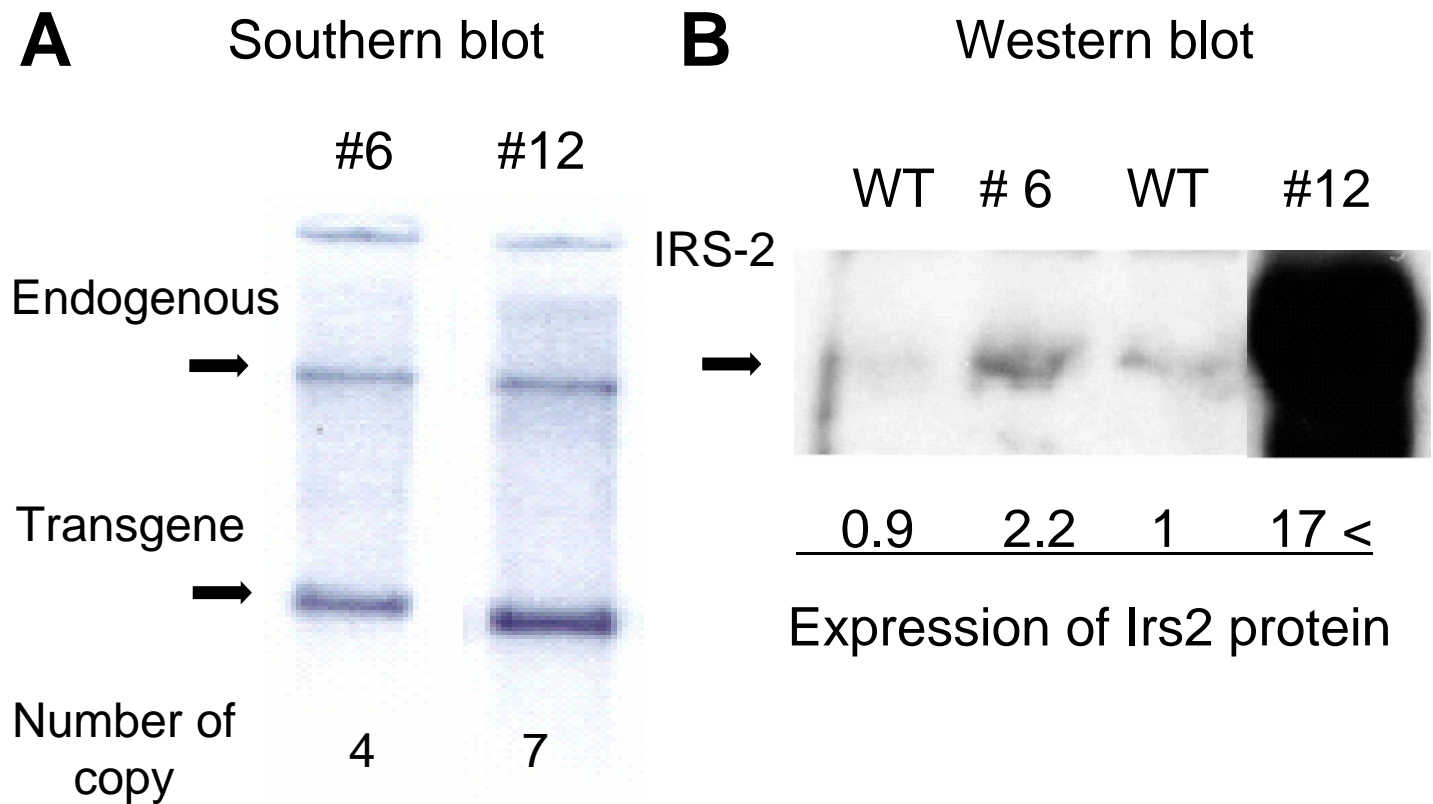 A
Southern blot
#6
#12
Endogenous
Transgene
Number of
copy
4
7
B
Western blot
WT
# 6
WT
#12
IRS-2
0.9
2.2
1
17 <
Expression of Irs2 protein